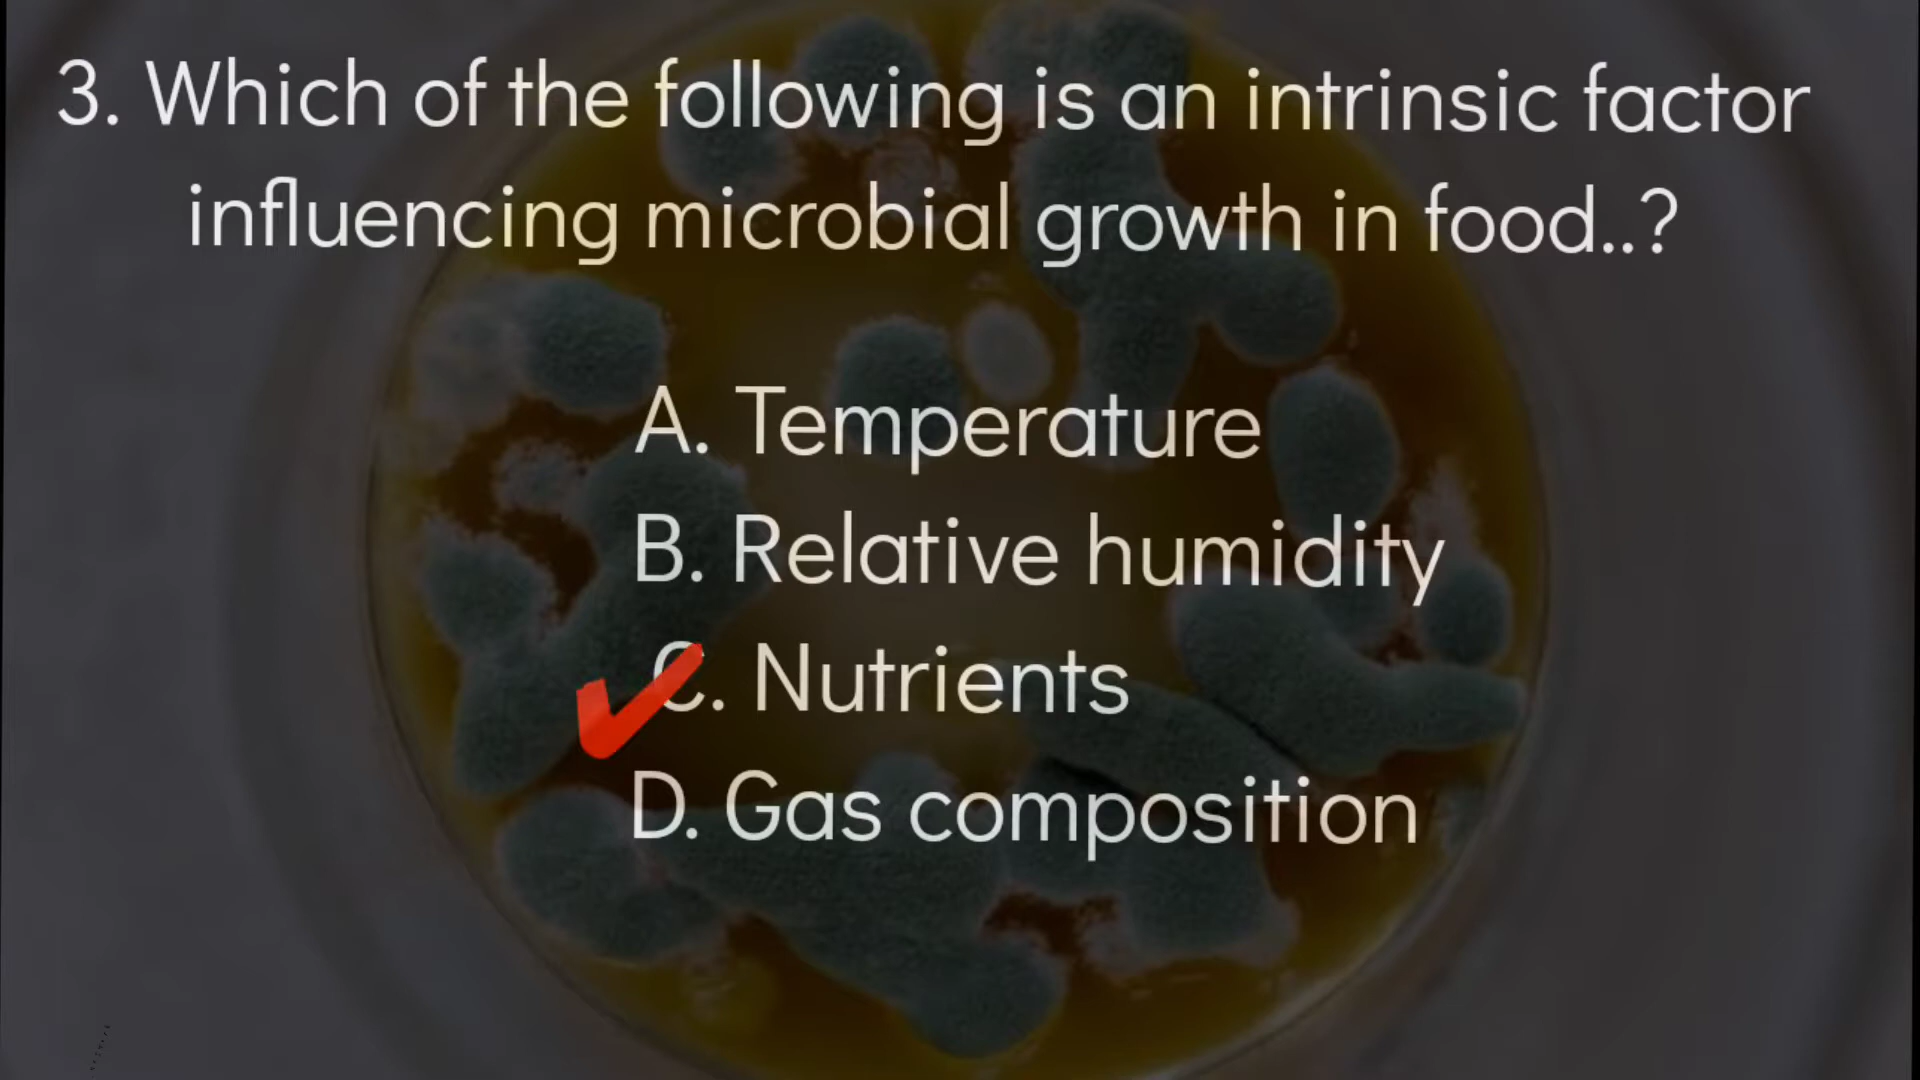 3. Which of the following is an intrinsic factor
influencing microbial growth in food..?
A. Temperature
B. Relative humidity
C. Nutrients
D. Gas composition